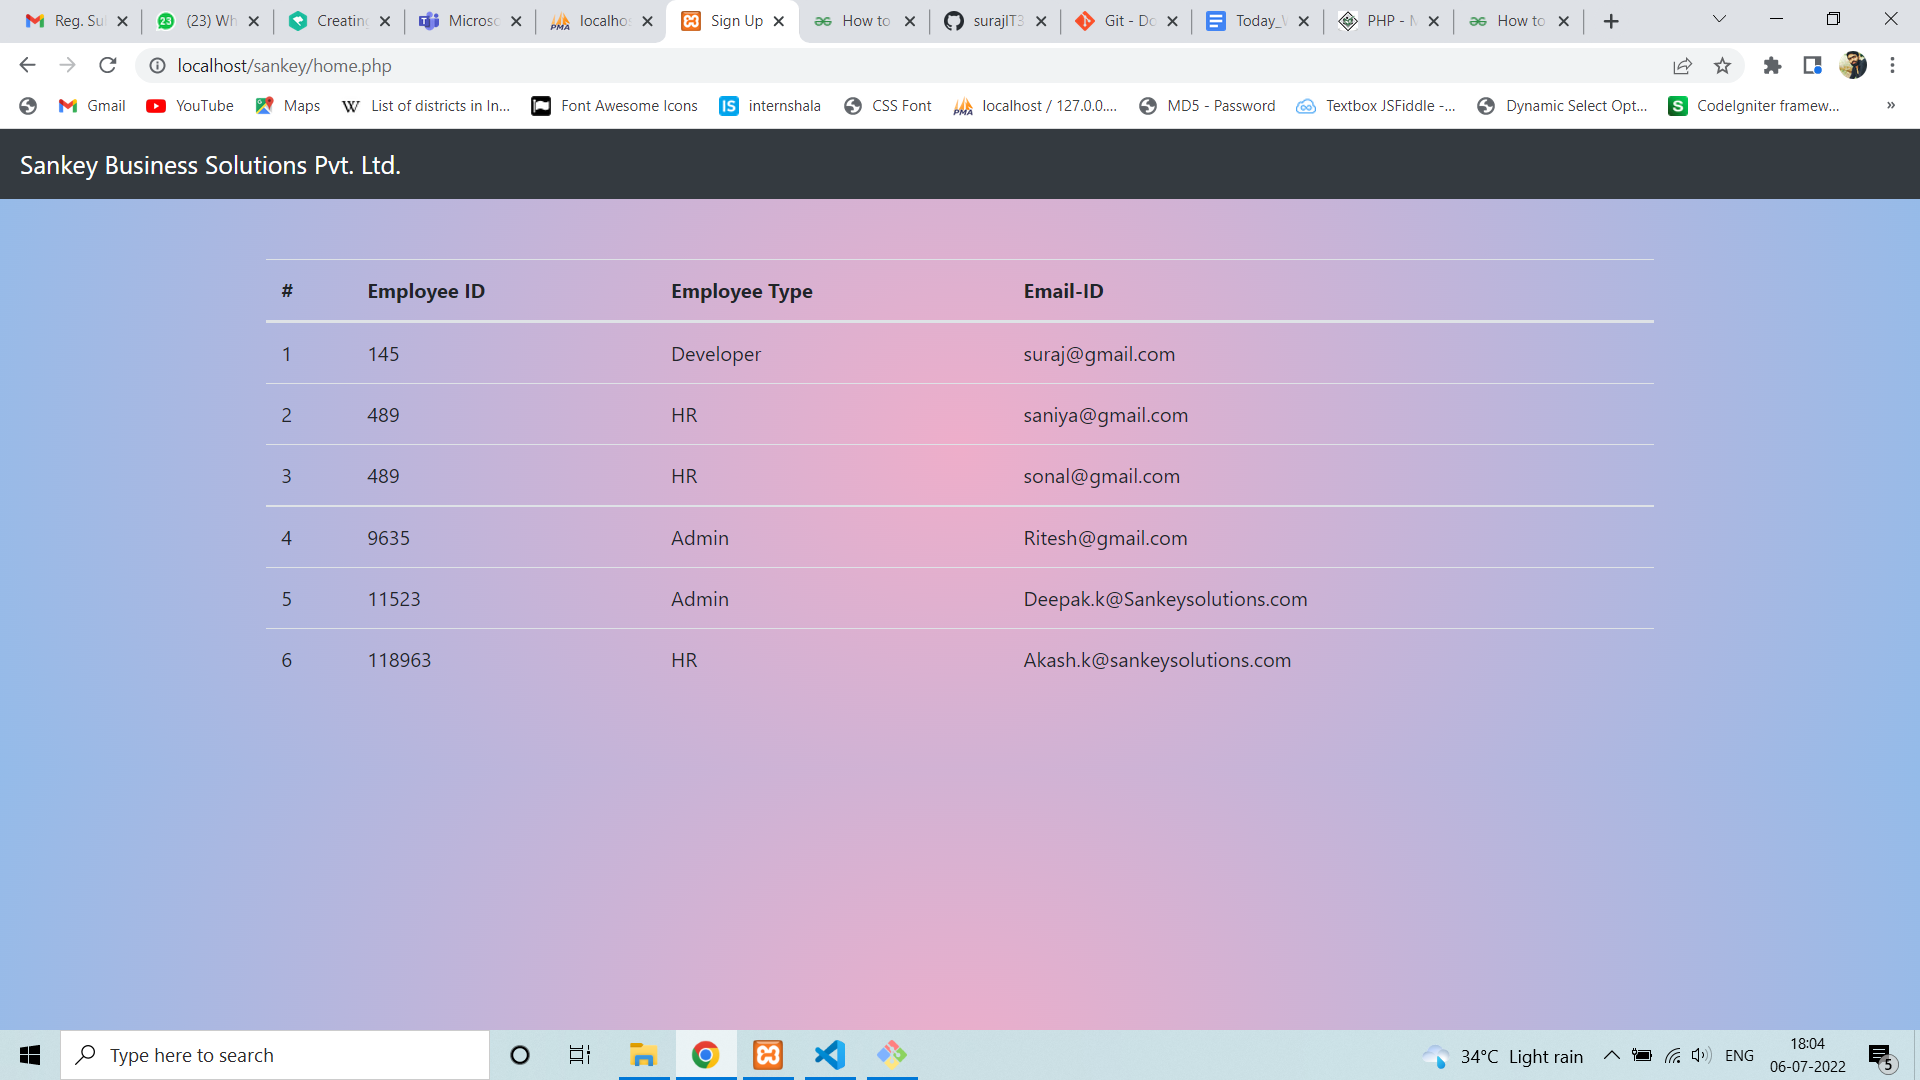 Reg. Su (23) Wh Creating Microso localhos Sign Up How to surajIT3 Git - Do Today_ PHP - How to
localhost/sankey/home.php
Gmail YouTube Maps List of districts in In... Font Awesome Icons internshala CSS Font localhost / 127.0.0.... MD5 - Password Textbox JSFiddle -... Dynamic Select Opt... CodeIgniter framew... »
Sankey Business Solutions Pvt. Ltd.
# Employee ID Employee Type Email-ID
1 145 Developer suraj@gmail.com
2 489 HR saniya@gmail.com
3 489 HR sonal@gmail.com
4 9635 Admin Ritesh@gmail.com
5 11523 Admin Deepak.k@Sankeysolutions.com
6 118963 HR Akash.k@sankeysolutions.com
Type here to search
34°C Light rain ENG
18:04
06-07-2022
5